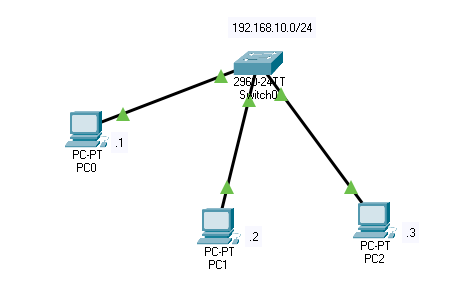 192.168.10.0/24
2960-24TT
Switch0
PC-PT
PC0
.1
PC-PT
PC1
.2
PC-PT
PC2
.3